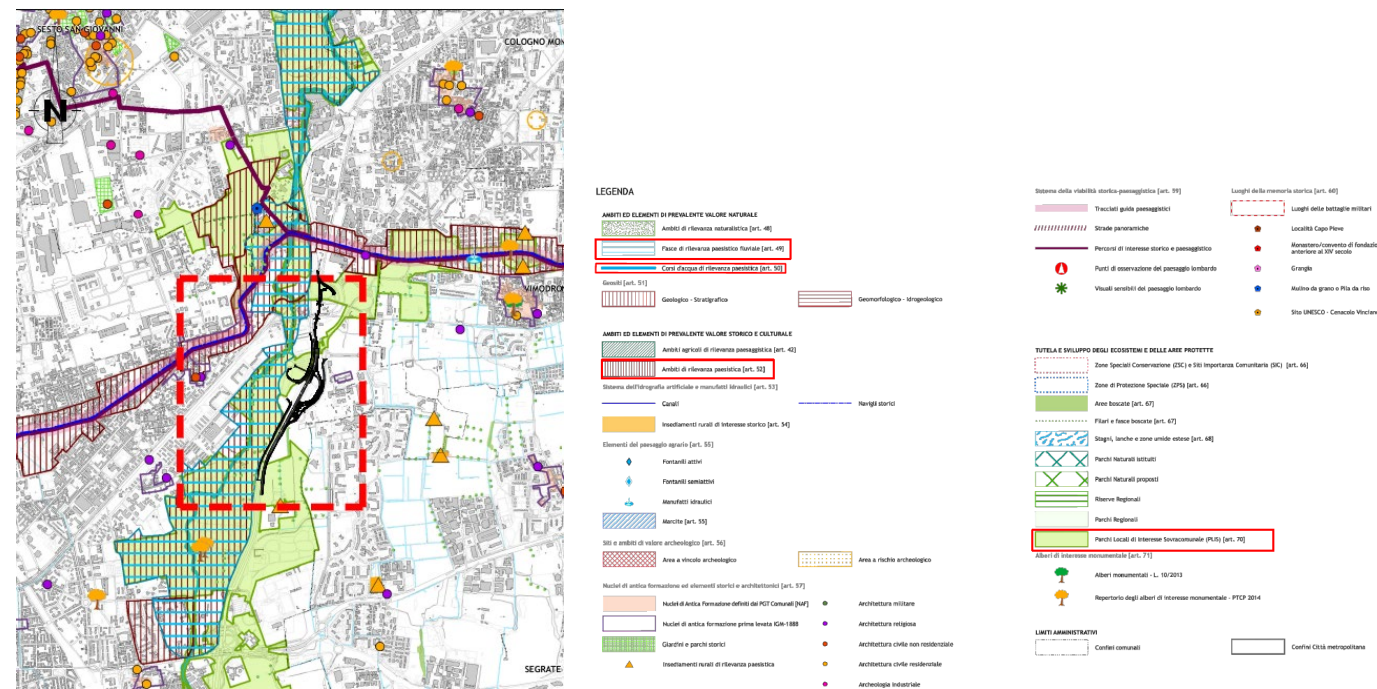 SESTO SAN GIOVANNI
COLOGNO MON
N
VIMODRON
SEGRATE
LEGENDA
AMBITI ED ELEMENTI DI PREVALENTE VALORE NATURALE
Ambiti di rilevanza naturalistica [art. 48]
Fasce di rilevanza paesistico fluviale [art. 49]
Corsi d'acqua di rilevanza paesistica [art. 50]
Geositi [art. 51]
Geologico - Stratigrafico
Geomorfologico - Idrogeologico
AMBITI ED ELEMENTI DI PREVALENTE VALORE STORICO E CULTURALE
Ambiti agricoli di rilevanza paesaggistica [art. 42]
Ambiti di rilevanza paesistica [art. 52]
Sistema dell'idrografia artificiale e manufatti idraulici [art. 53]
Canali
Navigli storici
Insediamenti rurali di interesse storico [art. 54]
Elementi del paesaggio agrario [art. 55]
Fontanili attivi
Fontanili semiattivi
Manufatti idraulici
Marcite [art. 55]
Siti e ambiti di valore archeologico [art. 56]
Area a vincolo archeologico
Area a rischio archeologico
Nuclei di antica formazione ed elementi storici e architettonici [art. 57]
Nuclei di Antica Formazione definiti dai PGT Comunali [NAF]
Architettura militare
Nuclei di antica formazione prima levata IGM-1888
Architettura religiosa
Giardini e parchi storici
Architettura civile non residenziale
Insediamenti rurali di rilevanza paesistica
Architettura civile residenziale
Archeologia industriale
Sistema della viabilità storica-paesaggistica [art. 59]
Tracciati guida paesaggistici
Strade panoramiche
Percorsi di interesse storico e paesaggistico
Punti di osservazione del paesaggio lombardo
Visuali sensibili del paesaggio lombardo
Luoghi della memoria storica [art. 60]
Luoghi delle battaglie militari
Località Capo Pieve
Monastero/convento di fondazio
anteriore al XIV secolo
Grangia
Mulino da grano o Pila da riso
Sito UNESCO - Cenacolo Vinciano
TUTELA E SVILUPPO DEGLI ECOSISTEMI E DELLE AREE PROTETTE
Zone Speciali Conservazione (ZSC) e Siti Importanza Comunitaria (SIC) [art. 66]
Zone di Protezione Speciale (ZPS) [art. 66]
Aree boscate [art. 67]
Filari e fasce boscate [art. 67]
Stagni, lanche e zone umide estese [art. 68]
Parchi Naturali istituiti
Parchi Naturali proposti
Riserve Regionali
Parchi Regionali
Parchi Locali di Interesse Sovracomunale (PLIS) [art. 70]
Alberi di interesse monumentale [art. 71]
Alberi monumentali - L. 10/2013
Repertorio degli alberi di interesse monumentale - PTCP 2014
LIMITI AMMINISTRATIVI
Confini comunali
Confini Città metropolitana